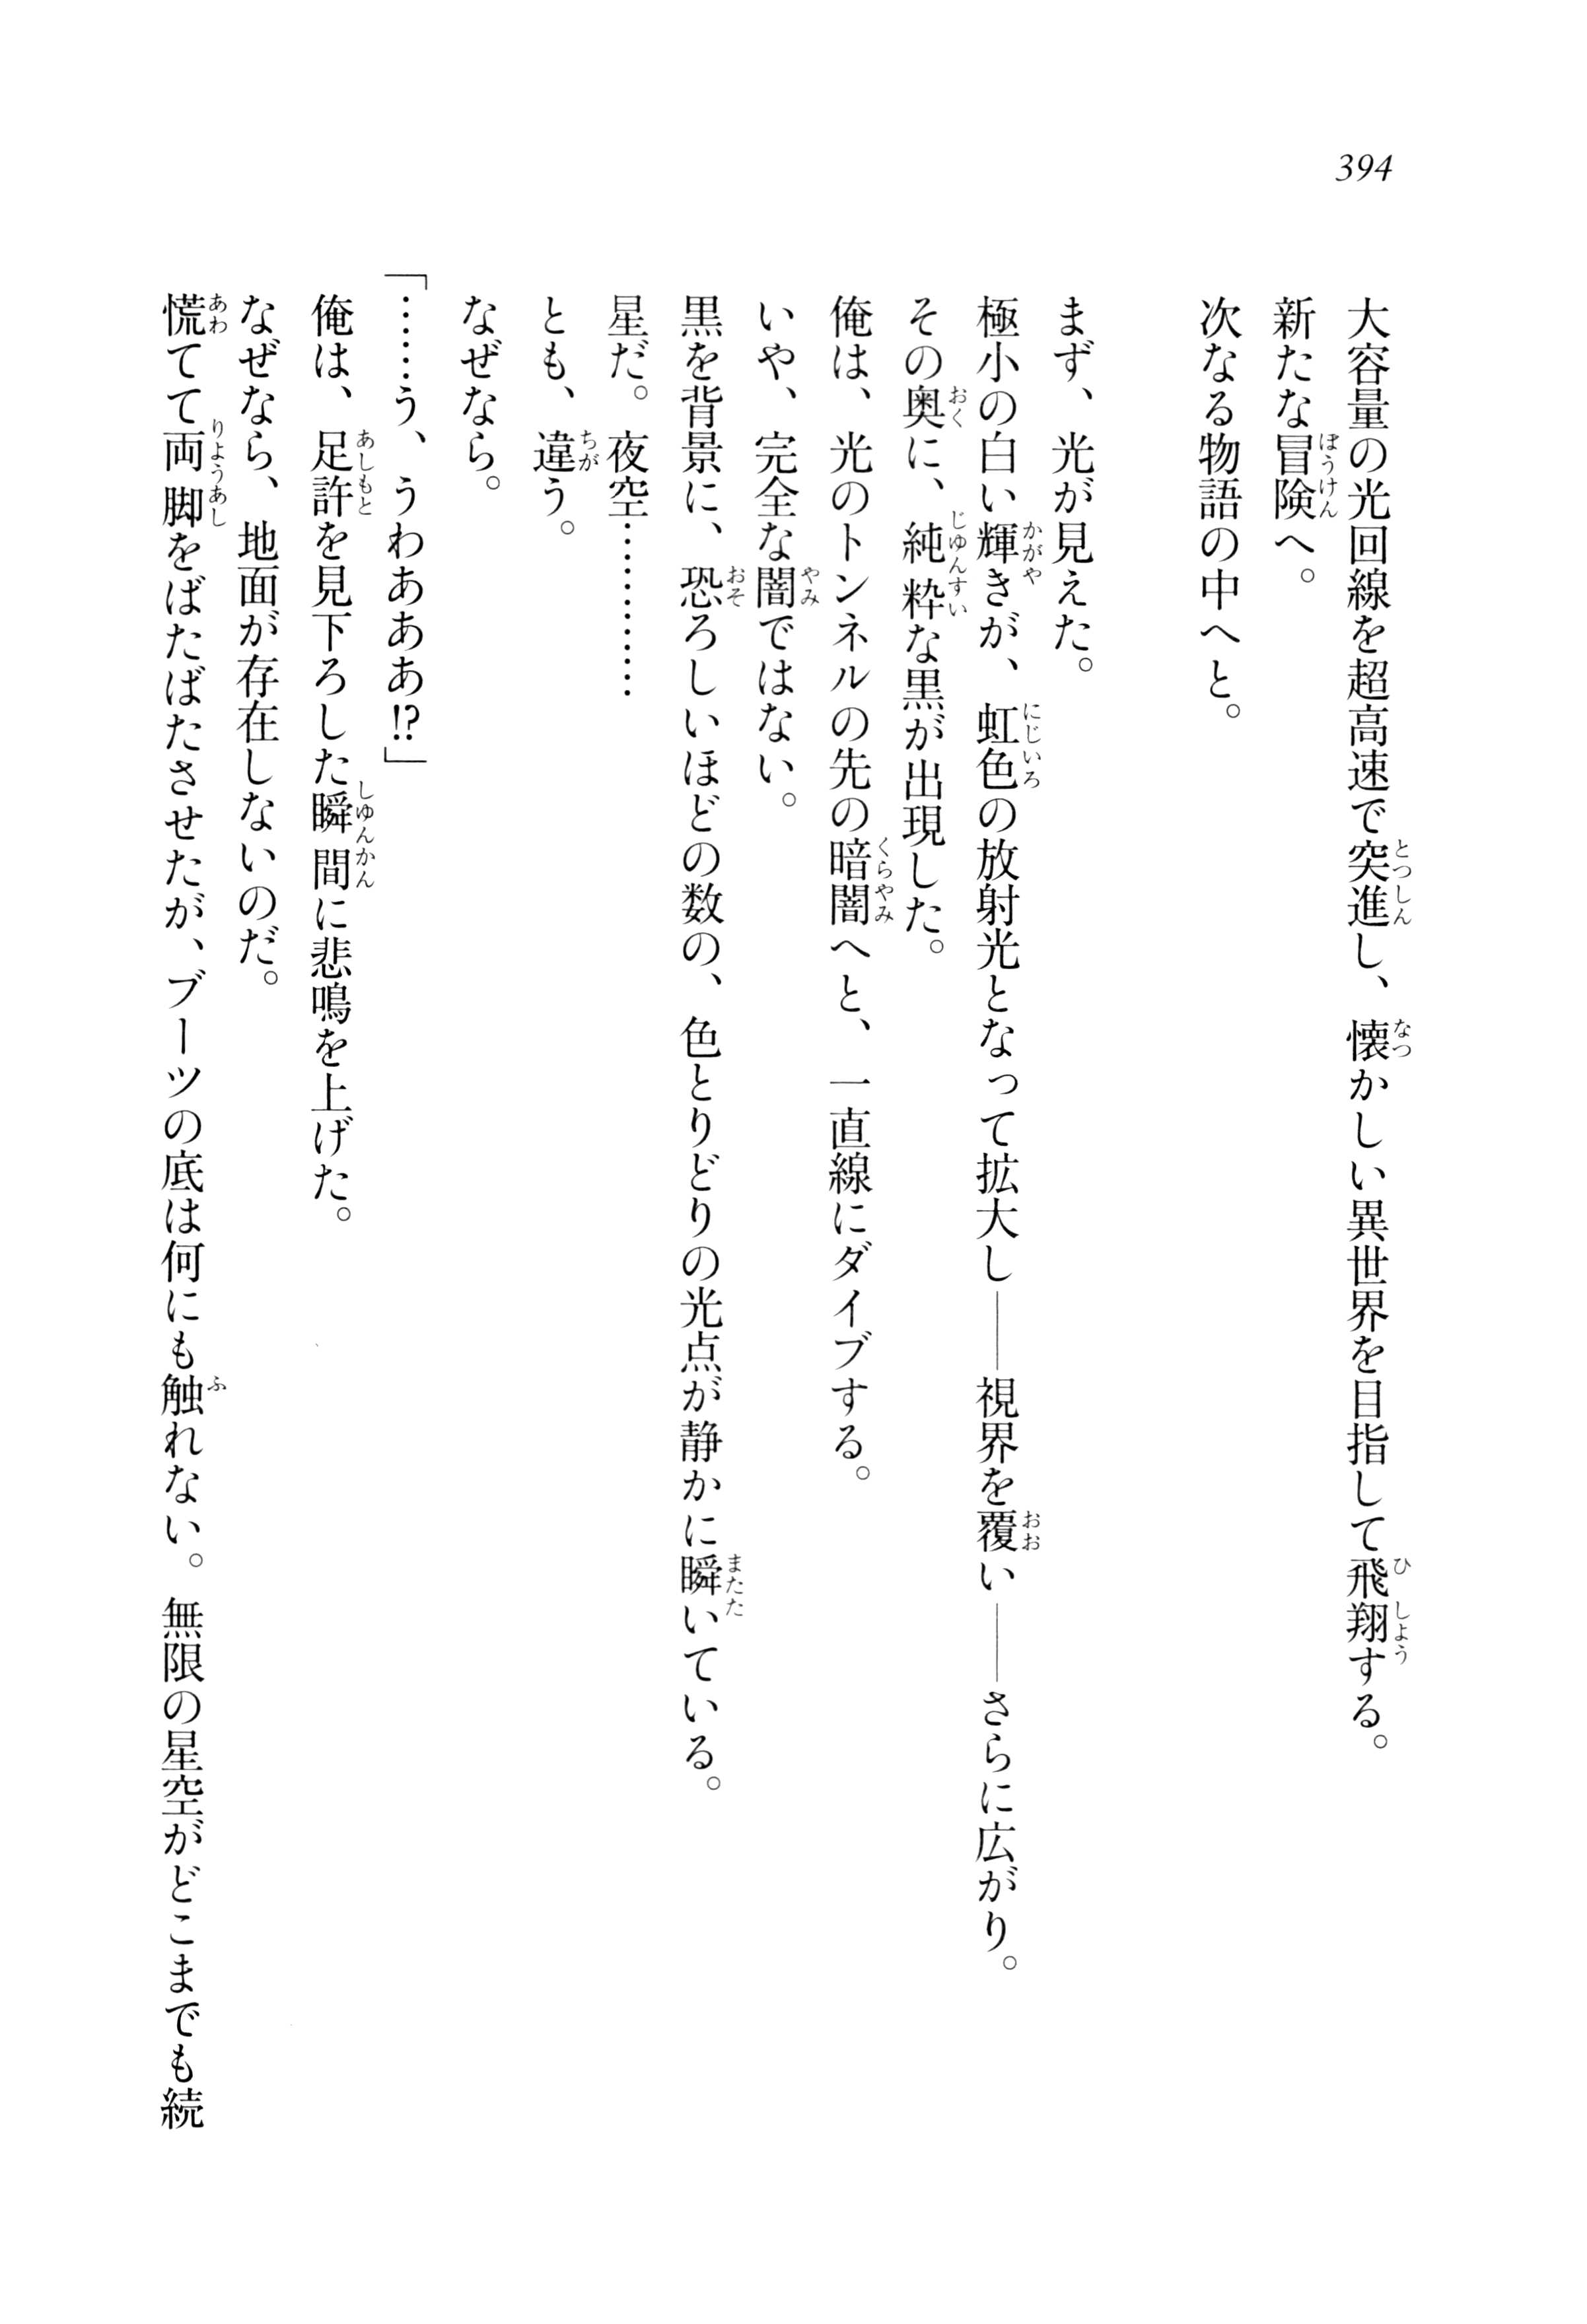 394
大容量の光回線を超高速で突進し、懐かしい異世界を目指して飛翔する。
新たな冒険へ。
次なる物語の中へと。
まず、光が見えた。
極小の白い輝きが、虹色の放射光となって拡大し――視界を覆い――さらに広がり。
その奥に、純粋な黒が出現した。
俺は、光のトンネルの先の暗闇へと、一直線にダイブする。
いや、完全な闇ではない。
黒を背景に、恐ろしいほどの数の、色とりどりの光点が静かに瞬いている。
星だ。夜空…………
とも、違う。
なぜなら。
「……う、うわあああ!?」
俺は、足許を見下ろした瞬間に悲鳴を上げた。
なぜなら、地面が存在しないのだ。
慌てて両脚をばたばたさせたが、ブーツの底は何にも触れない。無限の星空がどこまでも続